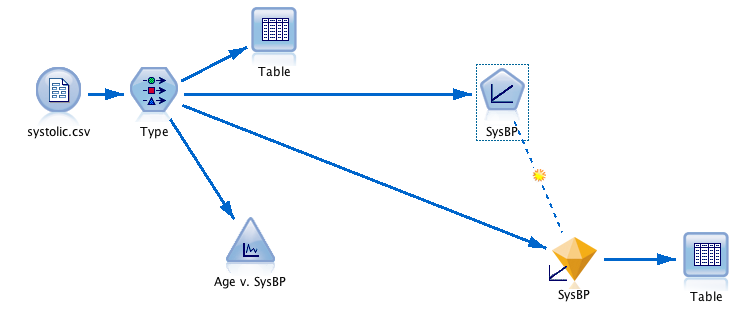 Table
systolic.csv
Type
SysBP
Age v. SysBP
SysBP
Table